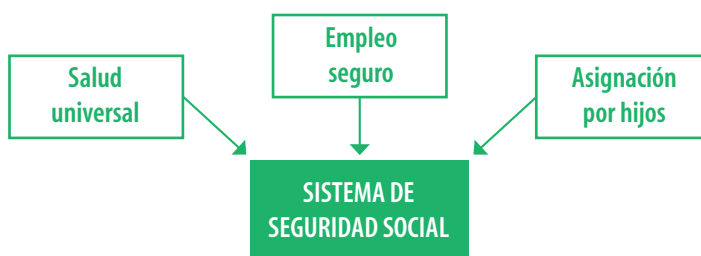 Empleo
seguro
Salud
universal
Asignación
por hijos
SISTEMA DE
SEGURIDAD SOCIAL